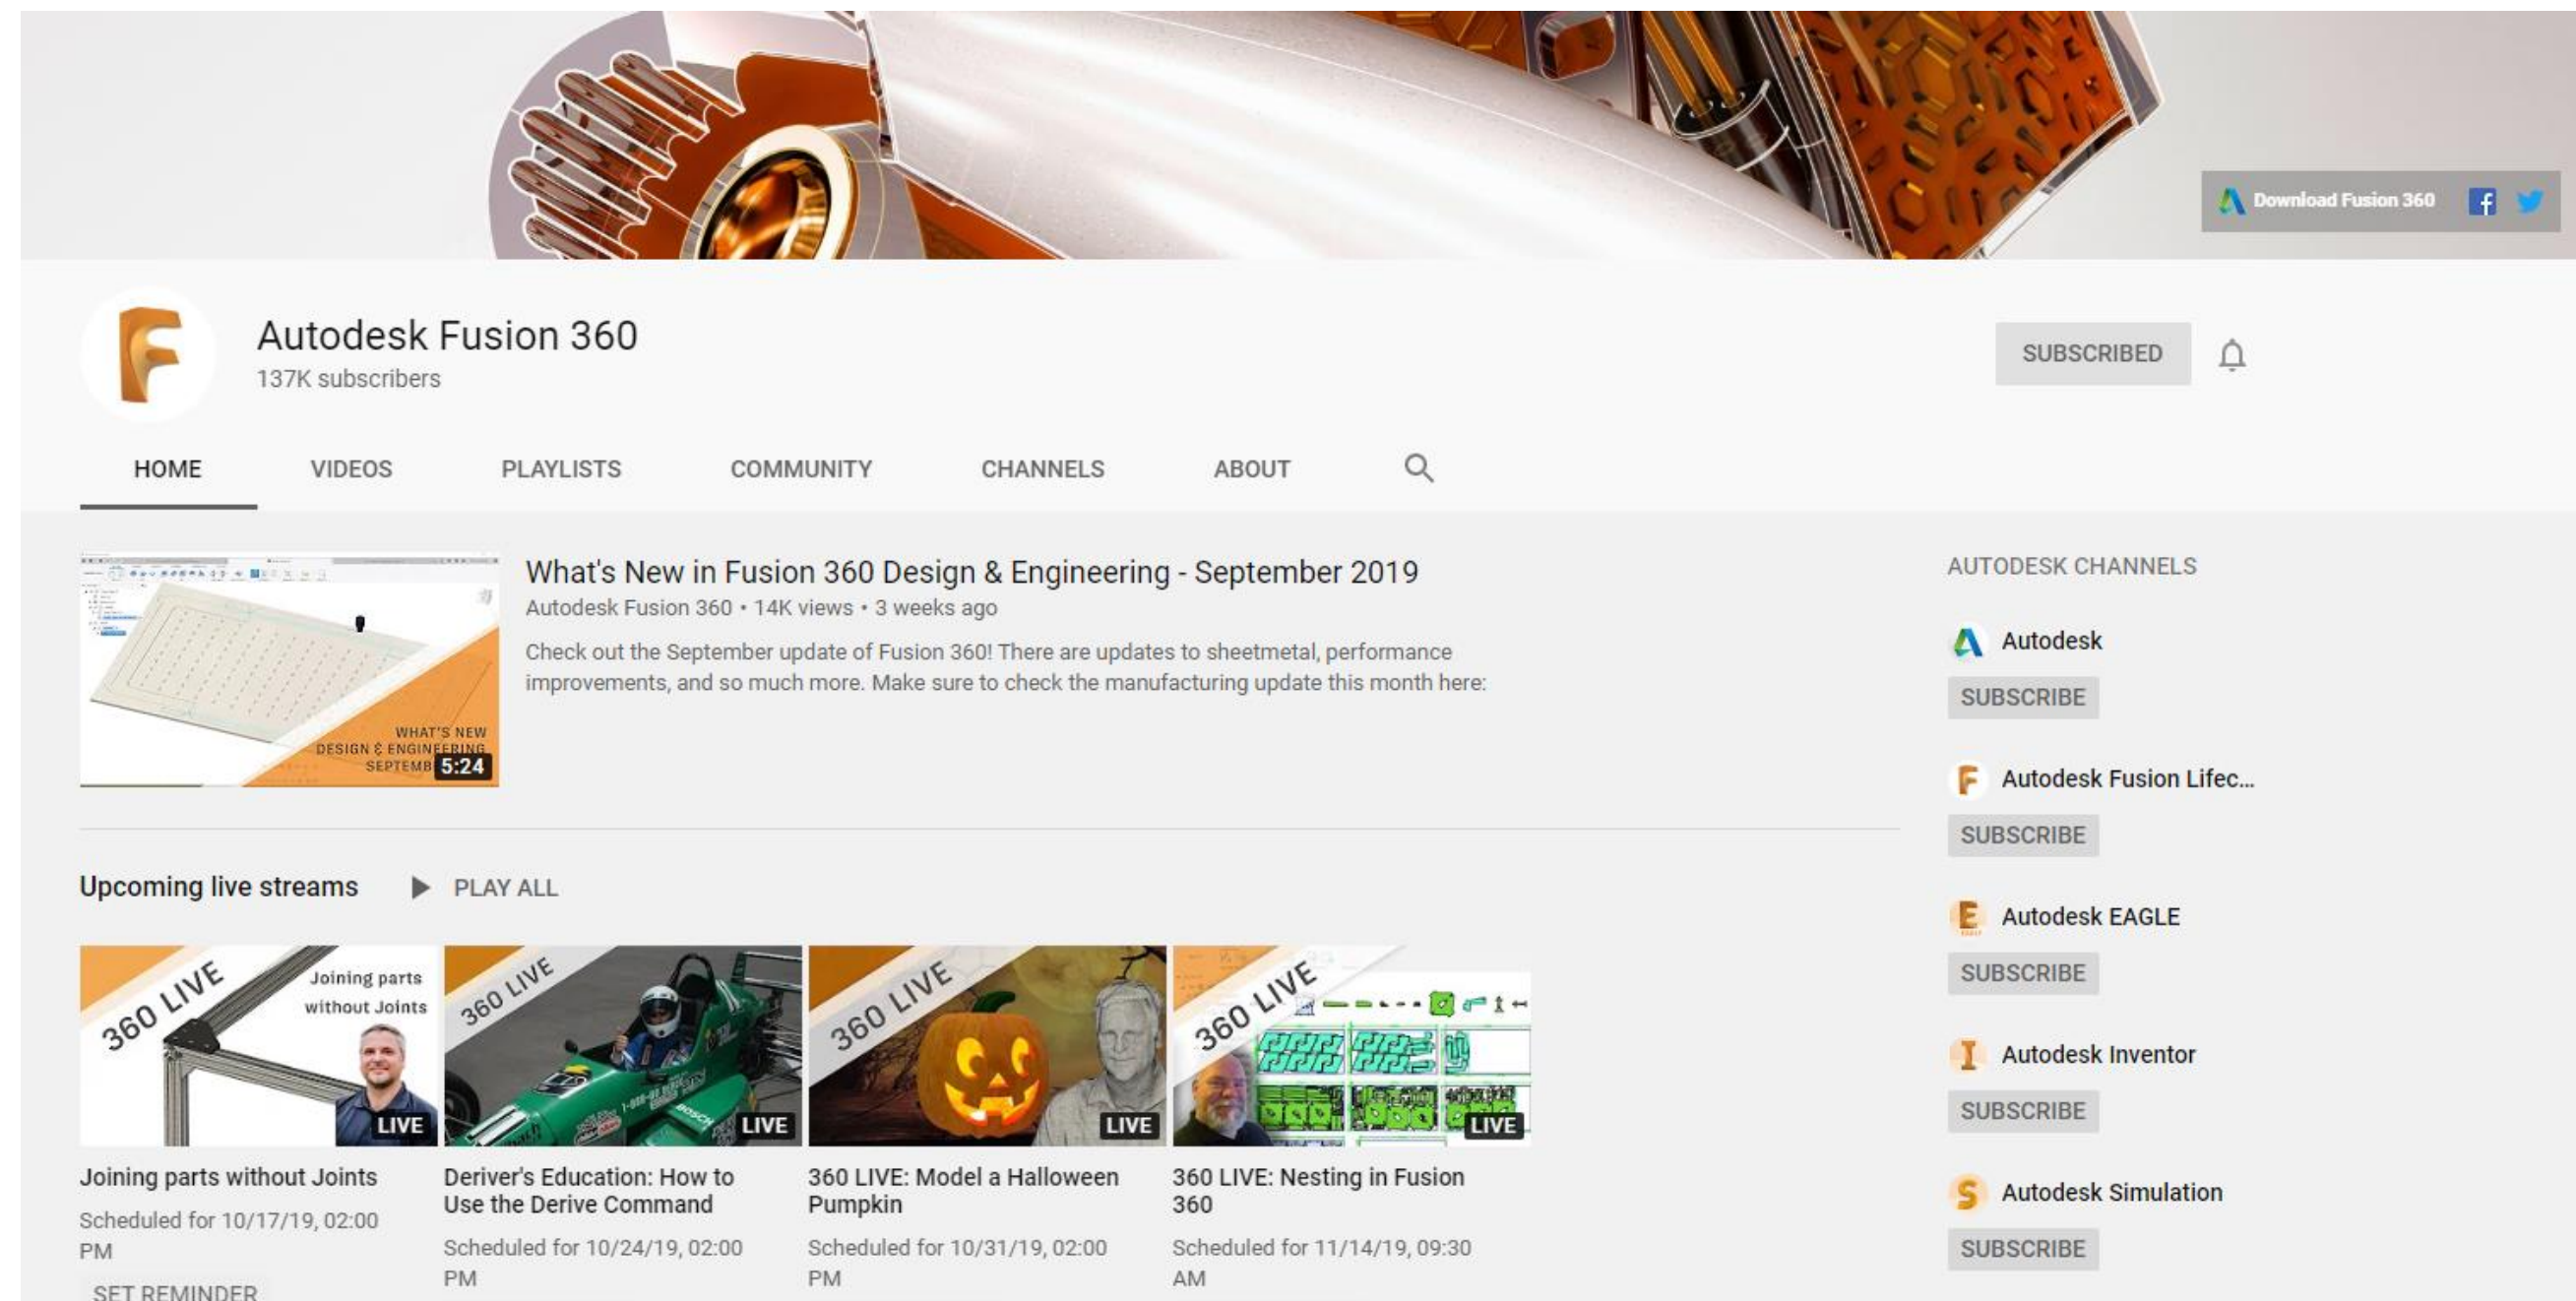 Download Fusion 360
Autodesk Fusion 360
137K subscribers
SUBSCRIBED
HOME VIDEOS PLAYLISTS COMMUNITY CHANNELS ABOUT
WHAT'S NEW
DESIGN & ENGINEERING
SEPTEMB
5:24
What's New in Fusion 360 Design & Engineering - September 2019
Autodesk Fusion 360 • 14K views • 3 weeks ago
Check out the September update of Fusion 360! There are updates to sheetmetal, performance
improvements, and so much more. Make sure to check the manufacturing update this month here:
Upcoming live streams PLAY ALL
360 LIVE
Joining parts
without Joints
LIVE
Joining parts without Joints
Scheduled for 10/17/19, 02:00
PM
SET REMINDER
360 LIVE
BOSCH
LIVE
Deriver's Education: How to
Use the Derive Command
Scheduled for 10/24/19, 02:00
PM
360 LIVE
LIVE
360 LIVE: Model a Halloween
Pumpkin
Scheduled for 10/31/19, 02:00
PM
360 LIVE
LIVE
360 LIVE: Nesting in Fusion
360
Scheduled for 11/14/19, 09:30
AM
AUTODESK CHANNELS
Autodesk
SUBSCRIBE
Autodesk Fusion Lifec...
SUBSCRIBE
Autodesk EAGLE
SUBSCRIBE
Autodesk Inventor
SUBSCRIBE
Autodesk Simulation
SUBSCRIBE